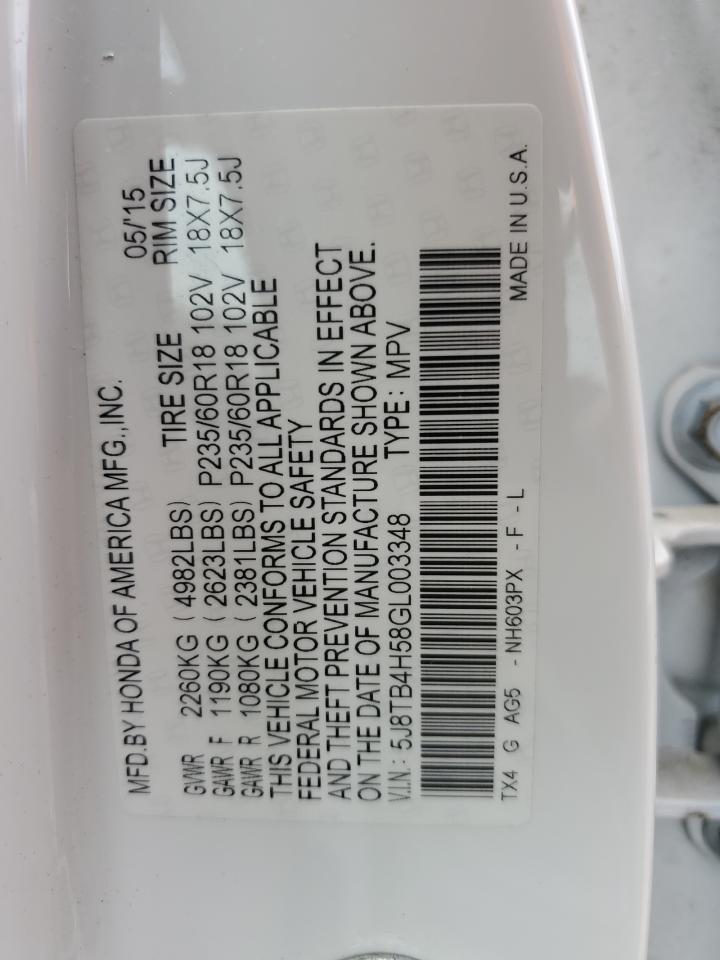 MFD.BY HONDA OF AMERICA MFG.,INC. 05/'15
TIRE SIZE RIM SIZE
GVWR 2260KG ( 4982LBS)
GAWR F 1190KG ( 2623LBS) P235/60R18 102V 18X7.5J
GAWR R 1080KG ( 2381LBS) P235/60R18 102V 18X7.5J
THIS VEHICLE CONFORMS TO ALL APPLICABLE
FEDERAL MOTOR VEHICLE SAFETY
AND THEFT PREVENTION STANDARDS IN EFFECT
ON THE DATE OF MANUFACTURE SHOWN ABOVE.
V.I.N.: 5J8TB4H58GL003348 TYPE: MPV
TX4 G AG5 - NH603PX - F - L MADE IN U.S.A.